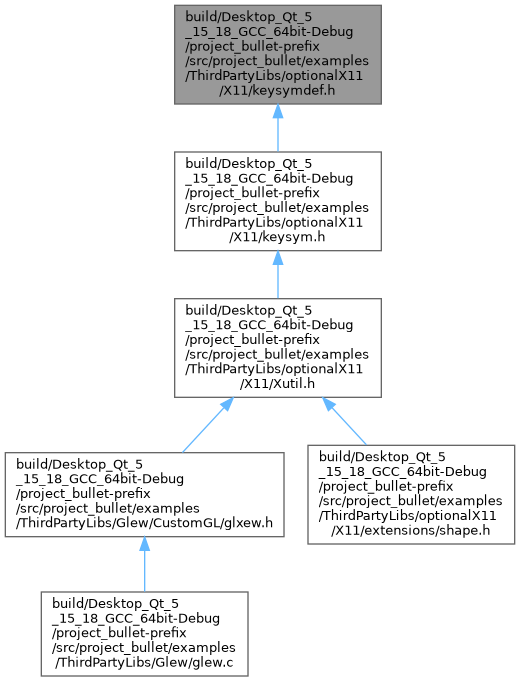 build/Desktop_Qt_5
_15_18_GCC_64bit-Debug
/project_bullet-prefix
/src/project_bullet/examples
/ThirdPartyLibs/optionalX11
/X11/keysymdef.h
build/Desktop_Qt_5
_15_18_GCC_64bit-Debug
/project_bullet-prefix
/src/project_bullet/examples
/ThirdPartyLibs/optionalX11
/X11/keysym.h
build/Desktop_Qt_5
_15_18_GCC_64bit-Debug
/project_bullet-prefix
/src/project_bullet/examples
/ThirdPartyLibs/optionalX11
/X11/Xutil.h
build/Desktop_Qt_5
_15_18_GCC_64bit-Debug
/project_bullet-prefix
/src/project_bullet/examples
/ThirdPartyLibs/Glew/CustomGL/glxew.h
build/Desktop_Qt_5
_15_18_GCC_64bit-Debug
/project_bullet-prefix
/src/project_bullet/examples
/ThirdPartyLibs/optionalX11
/X11/extensions/shape.h
build/Desktop_Qt_5
_15_18_GCC_64bit-Debug
/project_bullet-prefix
/src/project_bullet/examples
/ThirdPartyLibs/Glew/glew.c